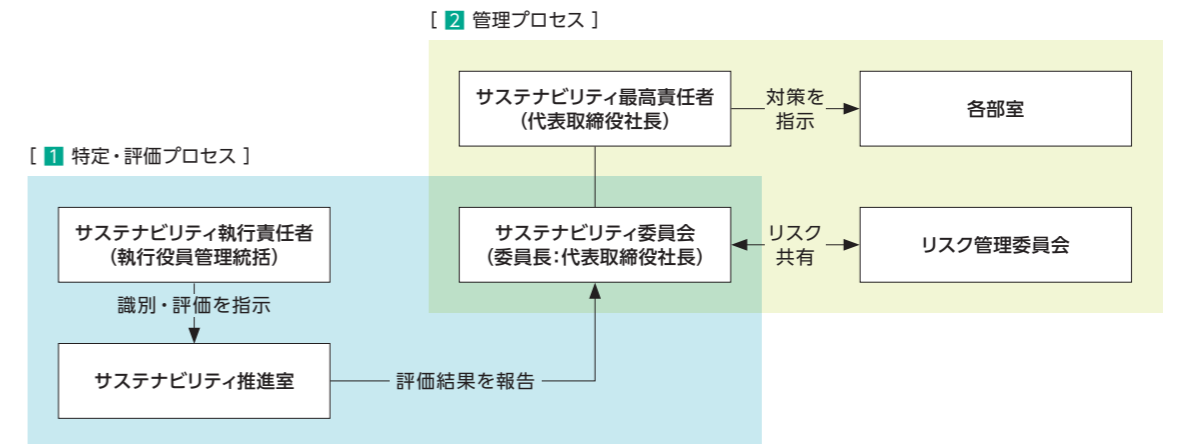 [ 2 管理プロセス ]
サステナビリティ最高責任者
（代表取締役社長）
対策を
指示
各部室
[ 1 特定・評価プロセス ]
サステナビリティ執行責任者
（執行役員管理統括）
サステナビリティ委員会
（委員長：代表取締役社長）
リスク
共有
リスク管理委員会
識別・評価を指示
サステナビリティ推進室
評価結果を報告